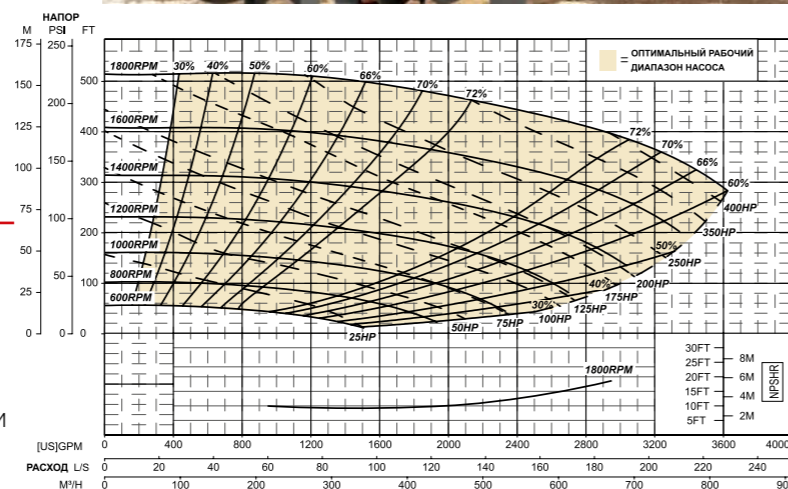 НАПОР
M PSI FT
175
150
125
100
75
50
25
0
250
200
150
100
50
0
500
400
300
200
100
0
1800RPM 30% 40% 50% 60% 66% 70% 72%
= ОПТИМАЛЬНЫЙ РАБОЧИЙ
ДИАПАЗОН НАСОСА
1600RPM
1400RPM
1200RPM
1000RPM
800RPM
600RPM
72%
70%
66%
60%
400HP
350HP
50%
250HP
200HP
40%
175HP
125HP
30%
100HP
75HP
50HP
25HP
1800RPM
30FT
25FT
20FT
15FT
10FT
5FT
8M
6M
4M
2M
NPSHR
И
[US]GPM 0 400 800 1200 1600 2000 2400 2800 3200 3600 4000
РАСХОД L/S 0 20 40 60 80 100 120 140 160 180 200 220 240
M³/H 0 100 200 300 400 500 600 700 800